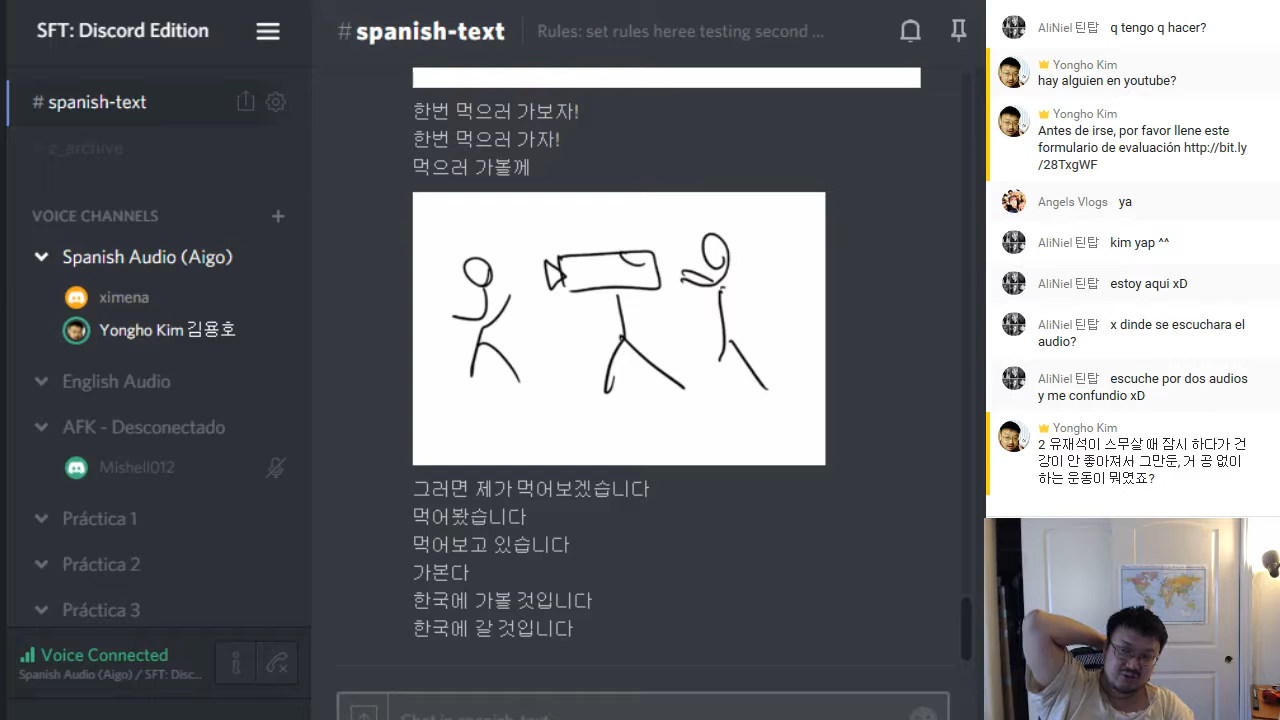 SFT: Discord Edition
# spanish-text
c_archive
VOICE CHANNELS
Spanish Audio (Aigo)
ximena
Yongho Kim 김용호
English Audio
AFK - Desconectado
Mishell012
Práctica 1
Práctica 2
Práctica 3
Voice Connected
Spanish Audio (Aigo) / SFT: Disc...
# spanish-text
Rules: set rules heree testing second ...
한번 먹으러 가보자!
한번 먹으러 가자!
먹으러 가볼께
그러면 제가 먹어보겠습니다
먹어봤습니다
먹어보고 있습니다
가본다
한국에 가볼 것입니다
한국에 갈 것입니다
Chat in spanish-text
AliNiel 틴탑 q tengo q hacer?
Yongho Kim
hay alguien en youtube?
Yongho Kim
Antes de irse, por favor llene este
formulario de evaluación http://bit.ly
/28TxgWF
Angels Vlogs ya
AliNiel 틴탑 kim yap ^^
AliNiel 틴탑 estoy aqui xD
AliNiel 틴탑 x dinde se escuchara el
audio?
AliNiel 틴탑 escuche por dos audios
y me confundio xD
Yongho Kim
2 유재석이 스무살 때 잠시 하다가 건
강이 안 좋아져서 그만둔, 거 공 없이
하는 운동이 뭐였죠?